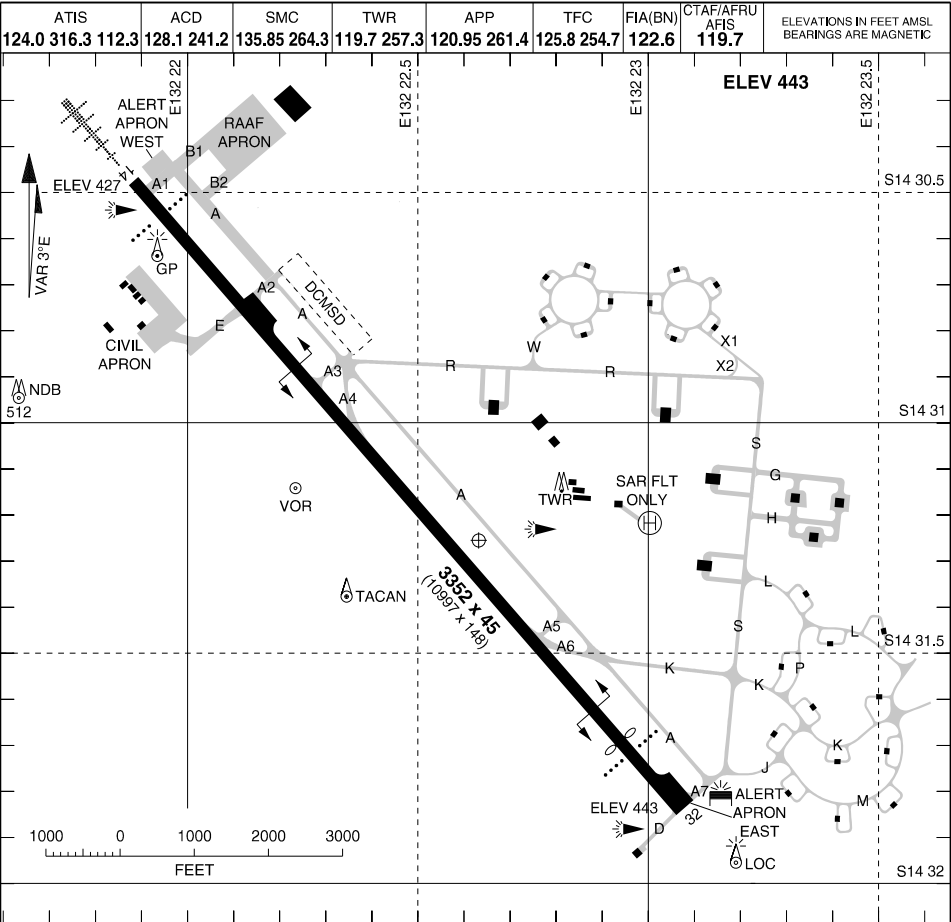 ATIS
124.0 316.3 112.3
ACD
128.1 241.2
SMC
135.85 264.3
TWR
119.7 257.3
APP
120.95 261.4
TFC
125.8 254.7
FIA(BN)
122.6
CTAF/AFRU
AFIS
119.7
ELEVATIONS IN FEET AMSL
BEARINGS ARE MAGNETIC
E132 22
E132 22.5
E132 23
E132 23.5
ELEV 443
ALERT
APRON
WEST
RAAF
APRON
B1
B2
ELEV 427
A1
A
S14 30.5
VAR 3°E
GP
A2
A
DCMSD
E
CIVIL
APRON
W
X1
X2
R
R
A3
A4
NDB
512
S14 31
S
G
H
VOR
A
TWR
SAR FLT
ONLY
H
L
TACAN
3352 x 45
(10997 x 148)
A5
A6
S
L
S14 31.5
K
P
K
A
K
J
M
A7
ALERT
APRON
EAST
ELEV 443
32
D
LOC
1000
0
1000
2000
3000
FEET
S14 32